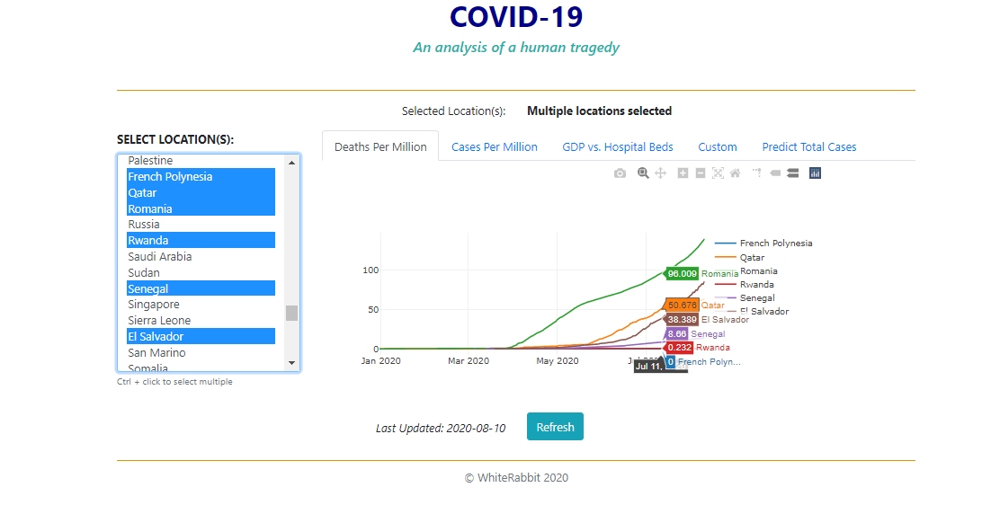 COVID-19
An analysis of a human tragedy
Selected Location(s): Multiple locations selected
SELECT LOCATION(S):
Palestine
French Polynesia
Qatar
Romania
Russia
Rwanda
Saudi Arabia
Sudan
Senegal
Singapore
Sierra Leone
El Salvador
San Marino
Somalia
Ctrl + click to select multiple
Deaths Per Million Cases Per Million GDP vs. Hospital Beds Custom Predict Total Cases
French Polynesia
Qatar
Romania
Rwanda
Senegal
El Salvador
100
50
0
96.009 Romania
50.676 Qatar
38.389 El Salvador
8.66 Senegal
0.232 Rwanda
0 French Polyn...
Jan 2020 Mar 2020 May 2020
Jul 11,
Last Updated: 2020-08-10 Refresh
© WhiteRabbit 2020